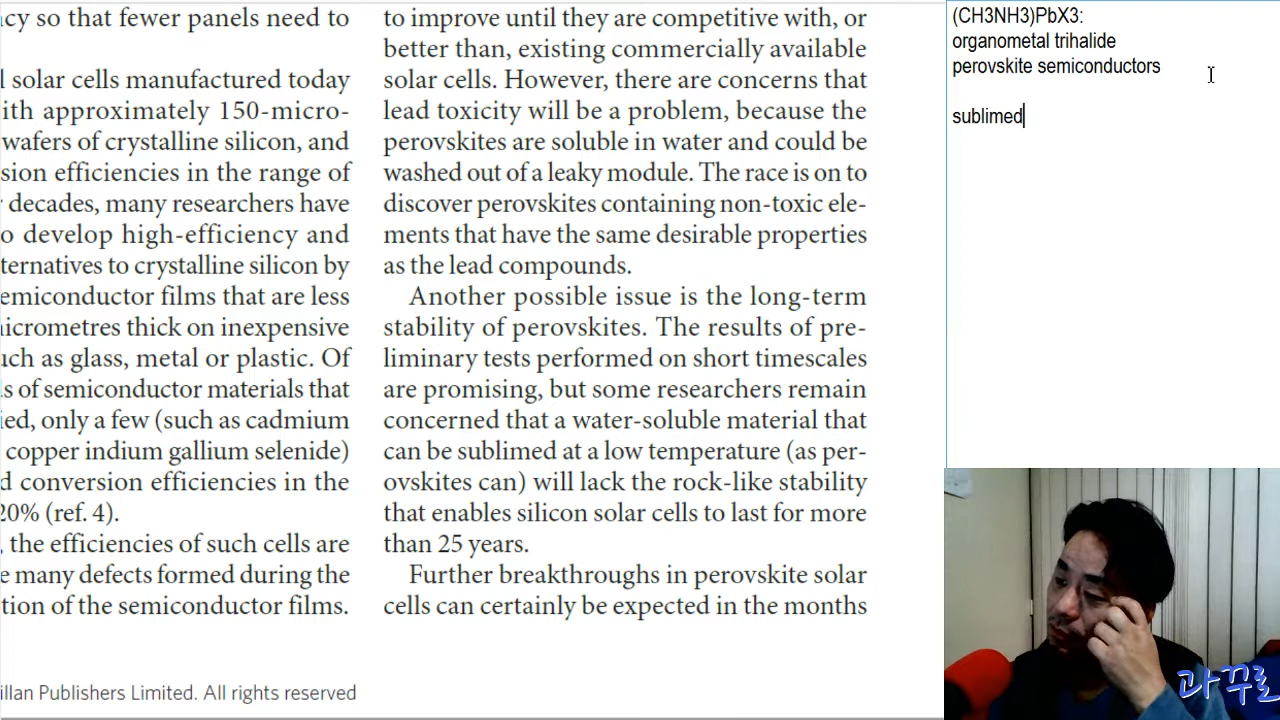 cy so that fewer panels need to
l solar cells manufactured today
ith approximately 150-micro-
wafers of crystalline silicon, and
sion efficiencies in the range of
decades, many researchers have
o develop high-efficiency and
ternatives to crystalline silicon by
emiconductor films that are less
icrometres thick on inexpensive
uch as glass, metal or plastic. Of
s of semiconductor materials that
ied, only a few (such as cadmium
copper indium gallium selenide)
d conversion efficiencies in the
20% (ref. 4).
, the efficiencies of such cells are
e many defects formed during the
tion of the semiconductor films.
to improve until they are competitive with, or
better than, existing commercially available
solar cells. However, there are concerns that
lead toxicity will be a problem, because the
perovskites are soluble in water and could be
washed out of a leaky module. The race is on to
discover perovskites containing non-toxic ele-
ments that have the same desirable properties
as the lead compounds.
Another possible issue is the long-term
stability of perovskites. The results of pre-
liminary tests performed on short timescales
are promising, but some researchers remain
concerned that a water-soluble material that
can be sublimed at a low temperature (as per-
ovskites can) will lack the rock-like stability
that enables silicon solar cells to last for more
than 25 years.
Further breakthroughs in perovskite solar
cells can certainly be expected in the months
illan Publishers Limited. All rights reserved
(CH3NH3)PbX3:
organometal trihalide
perovskite semiconductors
sublimed
과꾸로